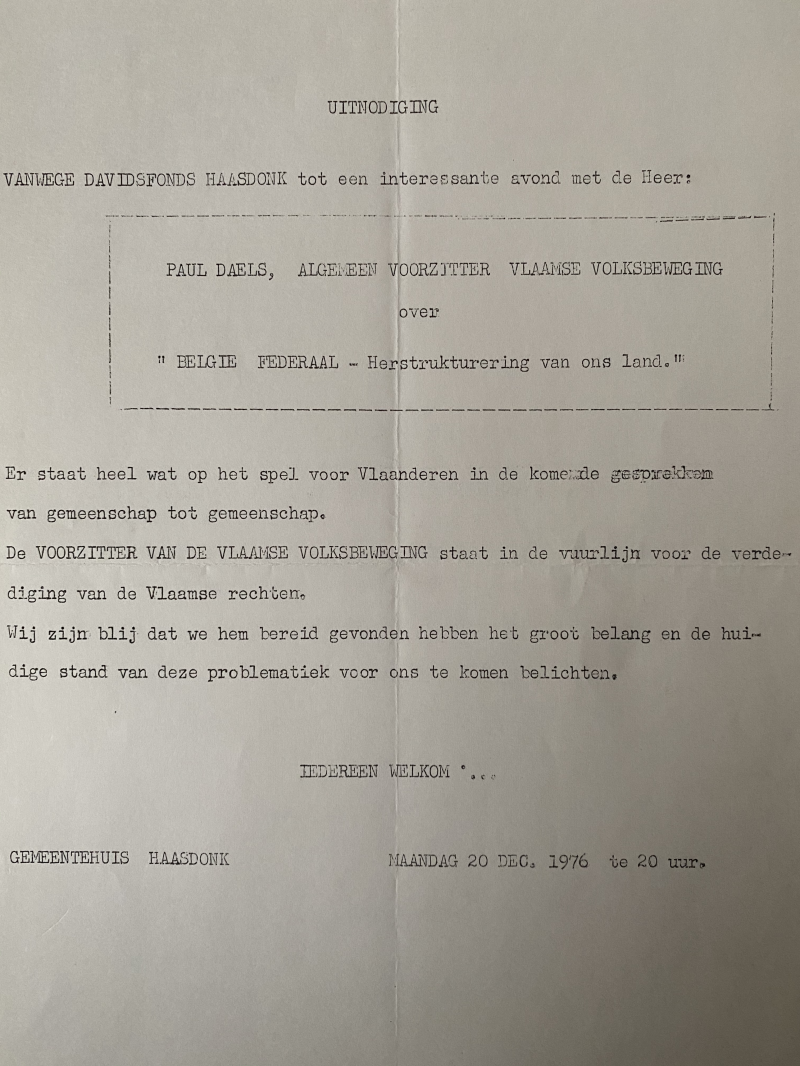 UITNODIGING
VANWEGE DAVIDSFONDS HAASDONK tot een interessante avond met de Heer:
PAUL DAELS, ALGEMEEN VOORZITTER VLAAMSE VOLKSBEWEGING
over
" BELGIE FEDERAAL - Herstrukturering van ons land."
Er staat heel wat op het spel voor Vlaanderen in de komende gesprekken
van gemeenschap tot gemeenschap.
De VOORZITTER VAN DE VLAAMSE VOLKSBEWEGING staat in de vuurlijn voor de verde-
diging van de Vlaamse rechten.
Wij zijn blij dat we hem bereid gevonden hebben het groot belang en de hui-
dige stand van deze problematiek voor ons te komen belichten.
IEDEREEN WELKOM '...
GEMEENTEHUIS HAASDONK MAANDAG 20 DEC. 1976 te 20 uur.